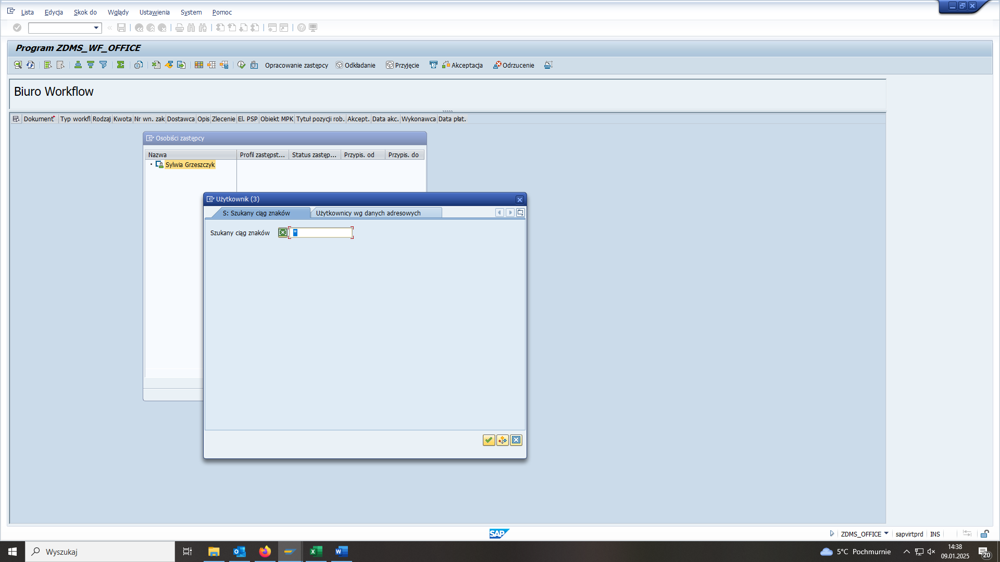 Lista Edycja Skok do Wglądy Ustawienia System Pomoc
Program ZDMS_WF_OFFICE
Opracowanie zastępcy Odkładanie Przyjęcie Akceptacja Odrzucenie
Biuro Workflow
Dokument Typ workfl Rodzaj Kwota Nr wn. zak Dostawca Opis Zlecenie El. PSP Obiekt MPK Tytuł pozycji rob. Akcept. Data akc. Wykonawca Data płat.
Osobiści zastępcy
Nazwa Profil zastępst... Status zastęp... Przypis. od Przypis. do
Sylwia Grzeszczyk
Użytkownik (3)
S: Szukany ciąg znaków Użytkownicy wg danych adresowych
Szukany ciąg znaków *
SAP ZDMS_OFFICE sapvirtprd INS
Wyszukaj 5°C Pochmurnie 14:38
09.01.2025 20